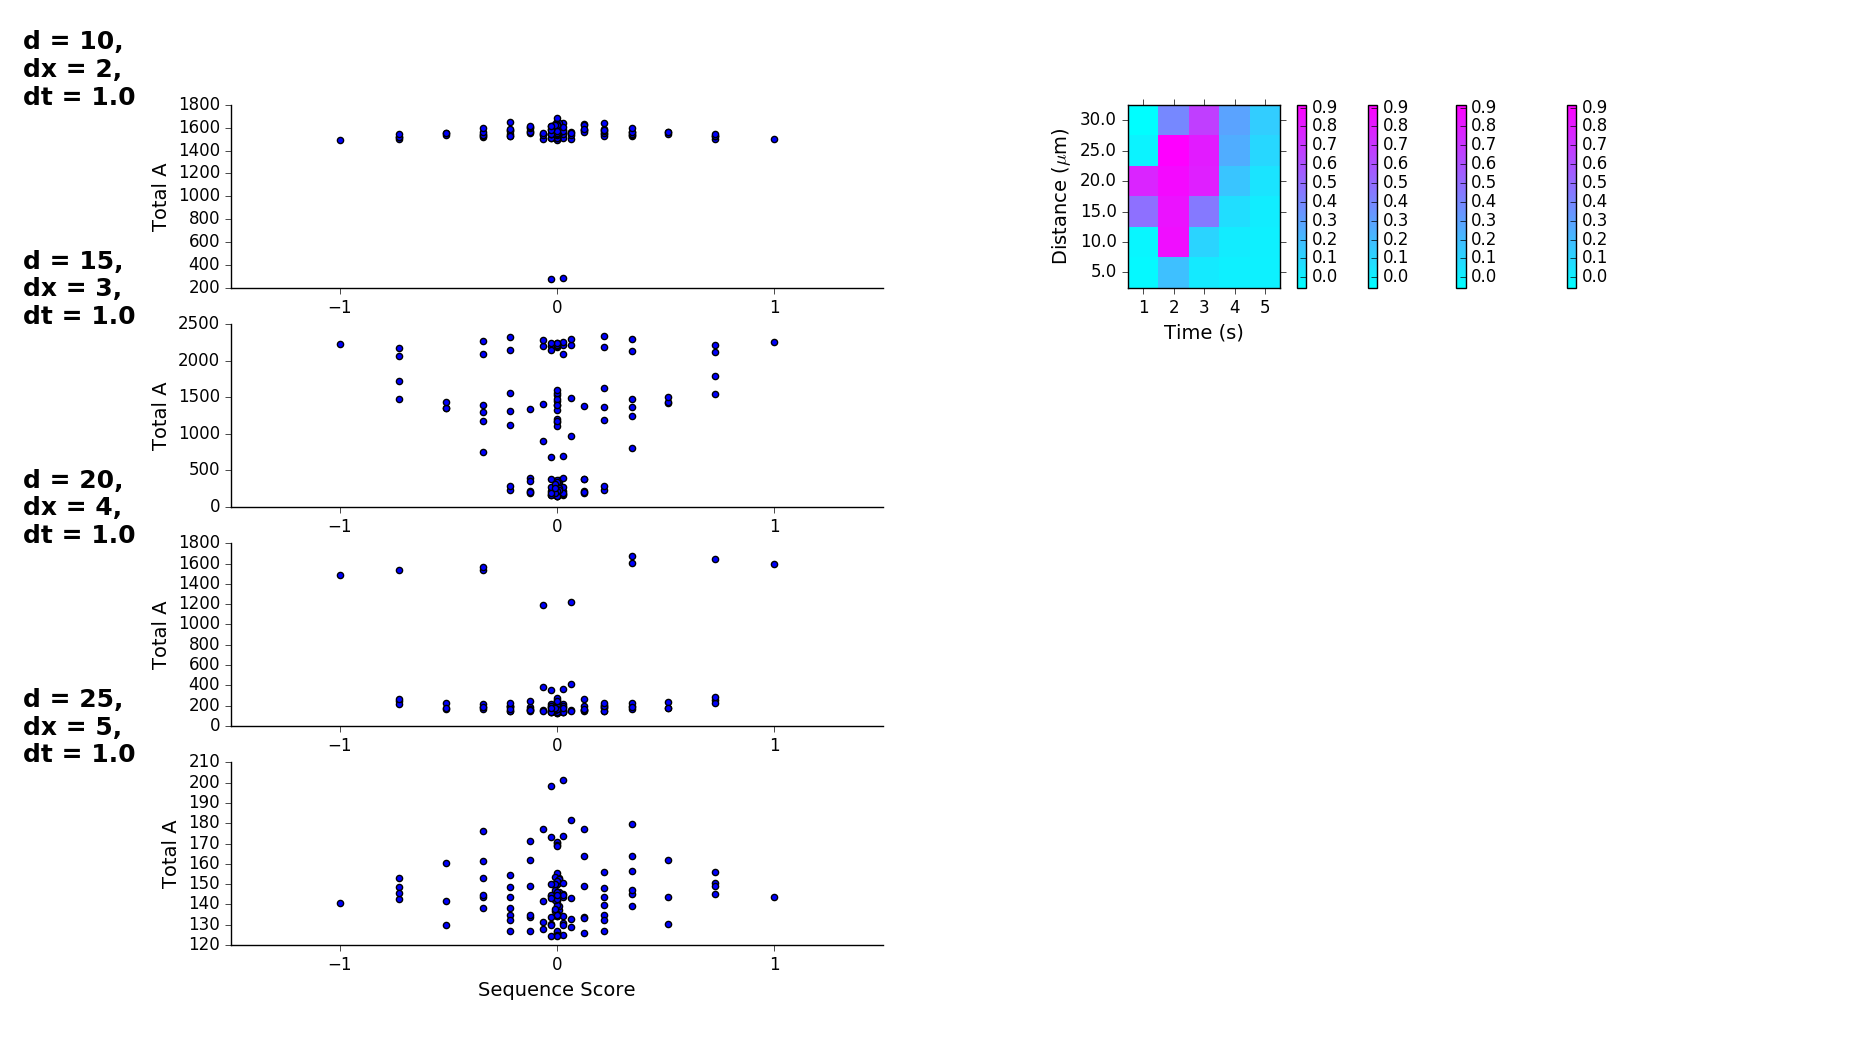 d = 10,
dx = 2,
dt = 1.0
1800
1600
1400
1200
1000
800
600
400
200
Total A
−1 0 1
d = 15,
dx = 3,
dt = 1.0
2500
2000
1500
1000
500
0
Total A
−1 0 1
d = 20,
dx = 4,
dt = 1.0
1800
1600
1400
1200
1000
800
600
400
200
0
Total A
−1 0 1
d = 25,
dx = 5,
dt = 1.0
210
200
190
180
170
160
150
140
130
120
Total A
−1 0 1
Sequence Score
Distance (μm)
30.0
25.0
20.0
15.0
10.0
5.0
1 2 3 4 5
Time (s)
0.9 0.9 0.9 0.9
0.8 0.8 0.8 0.8
0.7 0.7 0.7 0.7
0.6 0.6 0.6 0.6
0.5 0.5 0.5 0.5
0.4 0.4 0.4 0.4
0.3 0.3 0.3 0.3
0.2 0.2 0.2 0.2
0.1 0.1 0.1 0.1
0.0 0.0 0.0 0.0